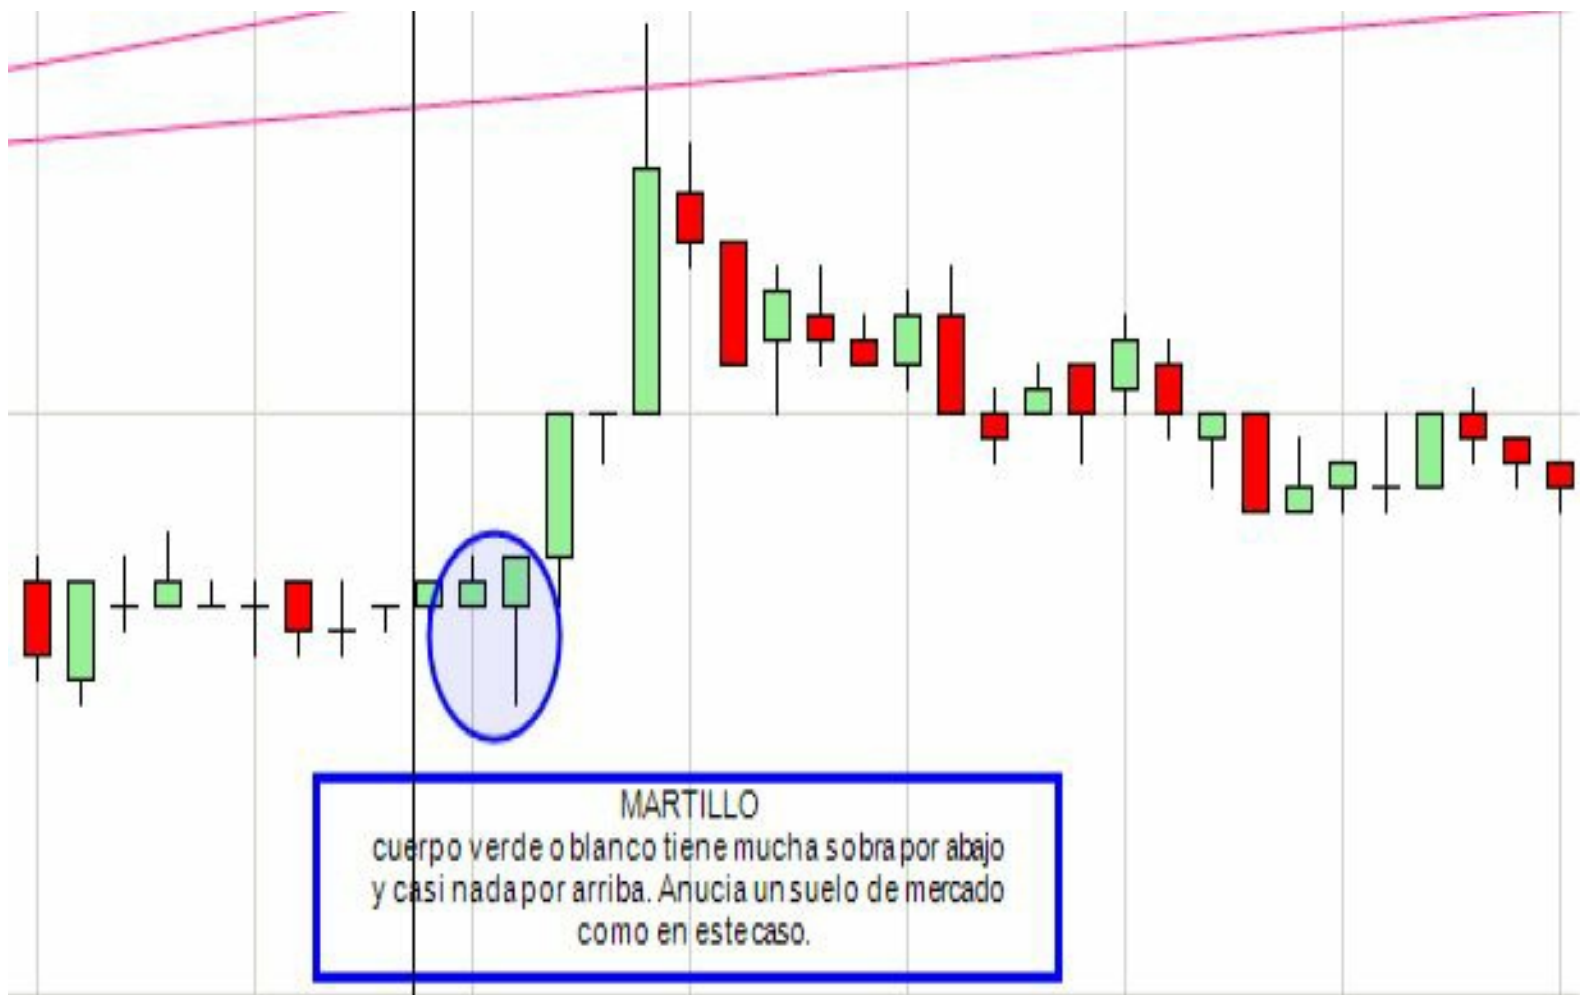 MARTILLO
cuerpo verde o blanco tiene mucha sobra por abajo
y casi nada por arriba. Anucia un suelo de mercado
como en este caso.